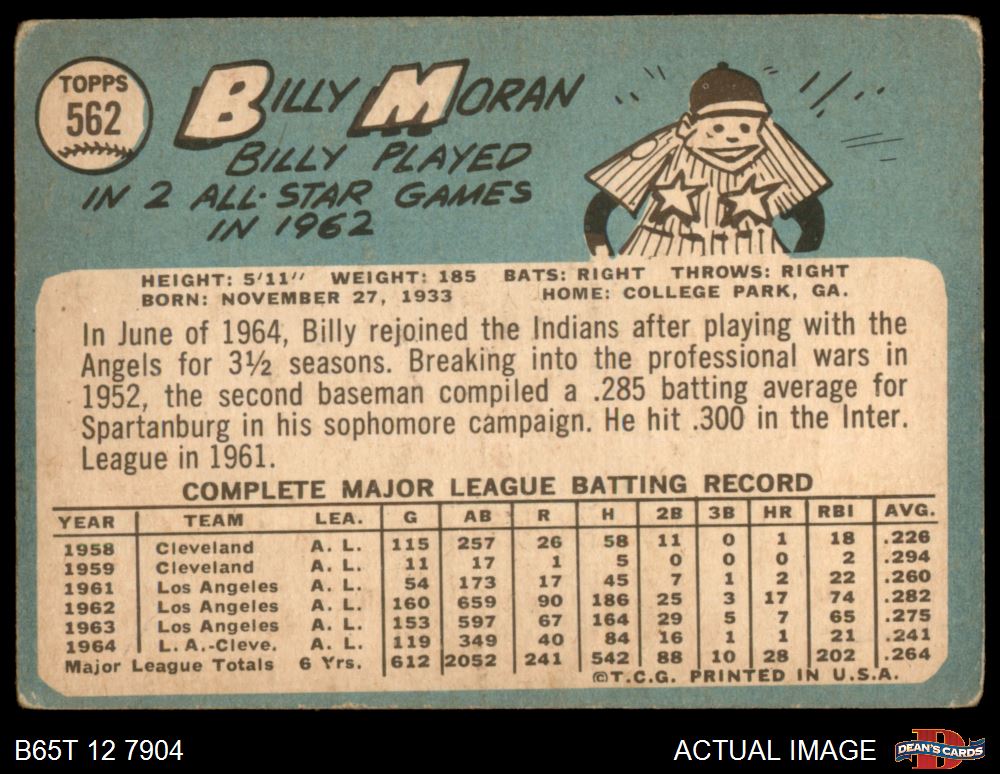 TOPPS
562
BILLY MORAN
BILLY PLAYED
IN 2 ALL-STAR GAMES
IN 1962
HEIGHT: 5'11" WEIGHT: 185 BATS: RIGHT THROWS: RIGHT
BORN: NOVEMBER 27, 1933 HOME: COLLEGE PARK, GA.
In June of 1964, Billy rejoined the Indians after playing with the
Angels for 3½ seasons. Breaking into the professional wars in
1952, the second baseman compiled a .285 batting average for
Spartanburg in his sophomore campaign. He hit .300 in the Inter.
League in 1961.
COMPLETE MAJOR LEAGUE BATTING RECORD
YEAR TEAM LEA. G AB R H 2B 3B HR RBI AVG.
1958 Cleveland A. L. 115 257 26 58 11 0 1 18 .226
1959 Cleveland A. L. 11 17 1 5 0 0 0 2 .294
1961 Los Angeles A. L. 54 173 17 45 7 1 2 22 .260
1962 Los Angeles A. L. 160 659 90 186 25 3 17 74 .282
1963 Los Angeles A. L. 153 597 67 164 29 5 7 65 .275
1964 L. A.-Cleve. A. L. 119 349 40 84 16 1 1 21 .241
Major League Totals 6 Yrs. 612 2052 241 542 88 10 28 202 .264
©T.C.G. PRINTED IN U.S.A.
B65T 12 7904
ACTUAL IMAGE
D
DEAN'S CARDS